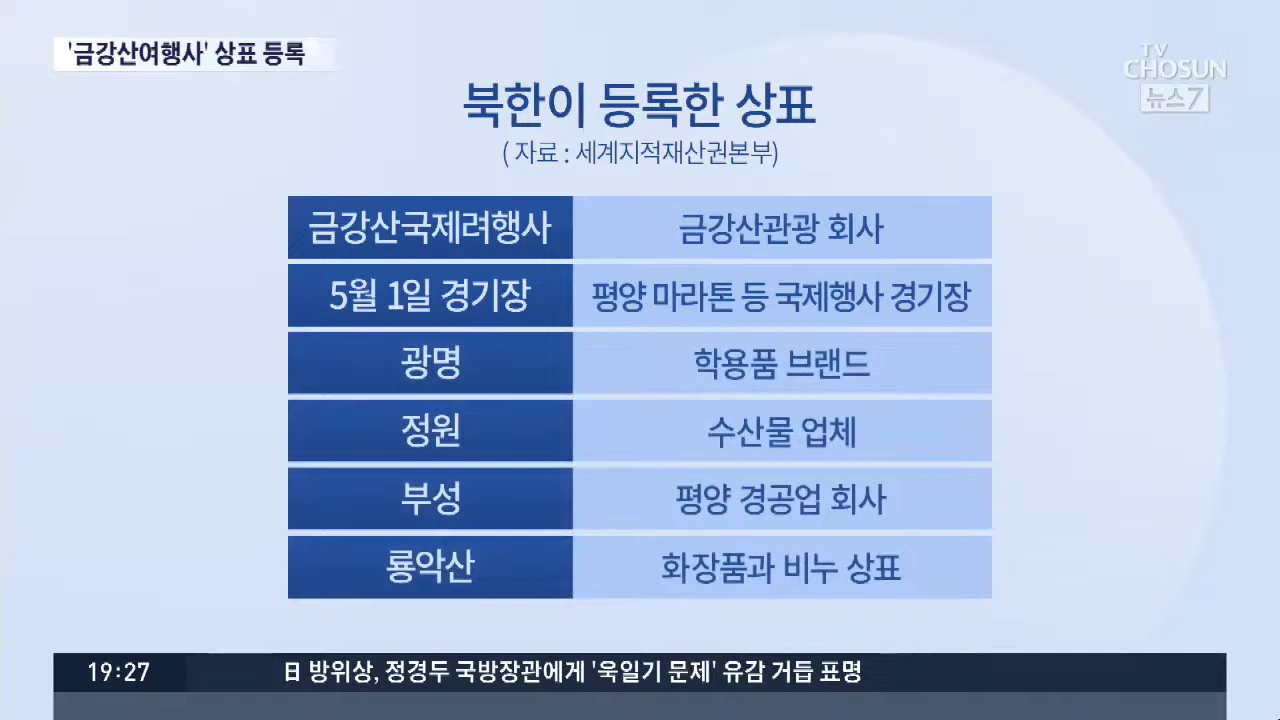 '금강산여행사' 상표 등록
TV
CHOSUN
뉴스7
북한이 등록한 상표
( 자료 : 세계지적재산권본부)
금강산국제려행사 금강산관광 회사
5월 1일 경기장 평양 마라톤 등 국제행사 경기장
광명 학용품 브랜드
정원 수산물 업체
부성 평양 경공업 회사
룡악산 화장품과 비누 상표
19:27 日 방위상, 정경두 국방장관에게 '욱일기 문제' 유감 거듭 표명